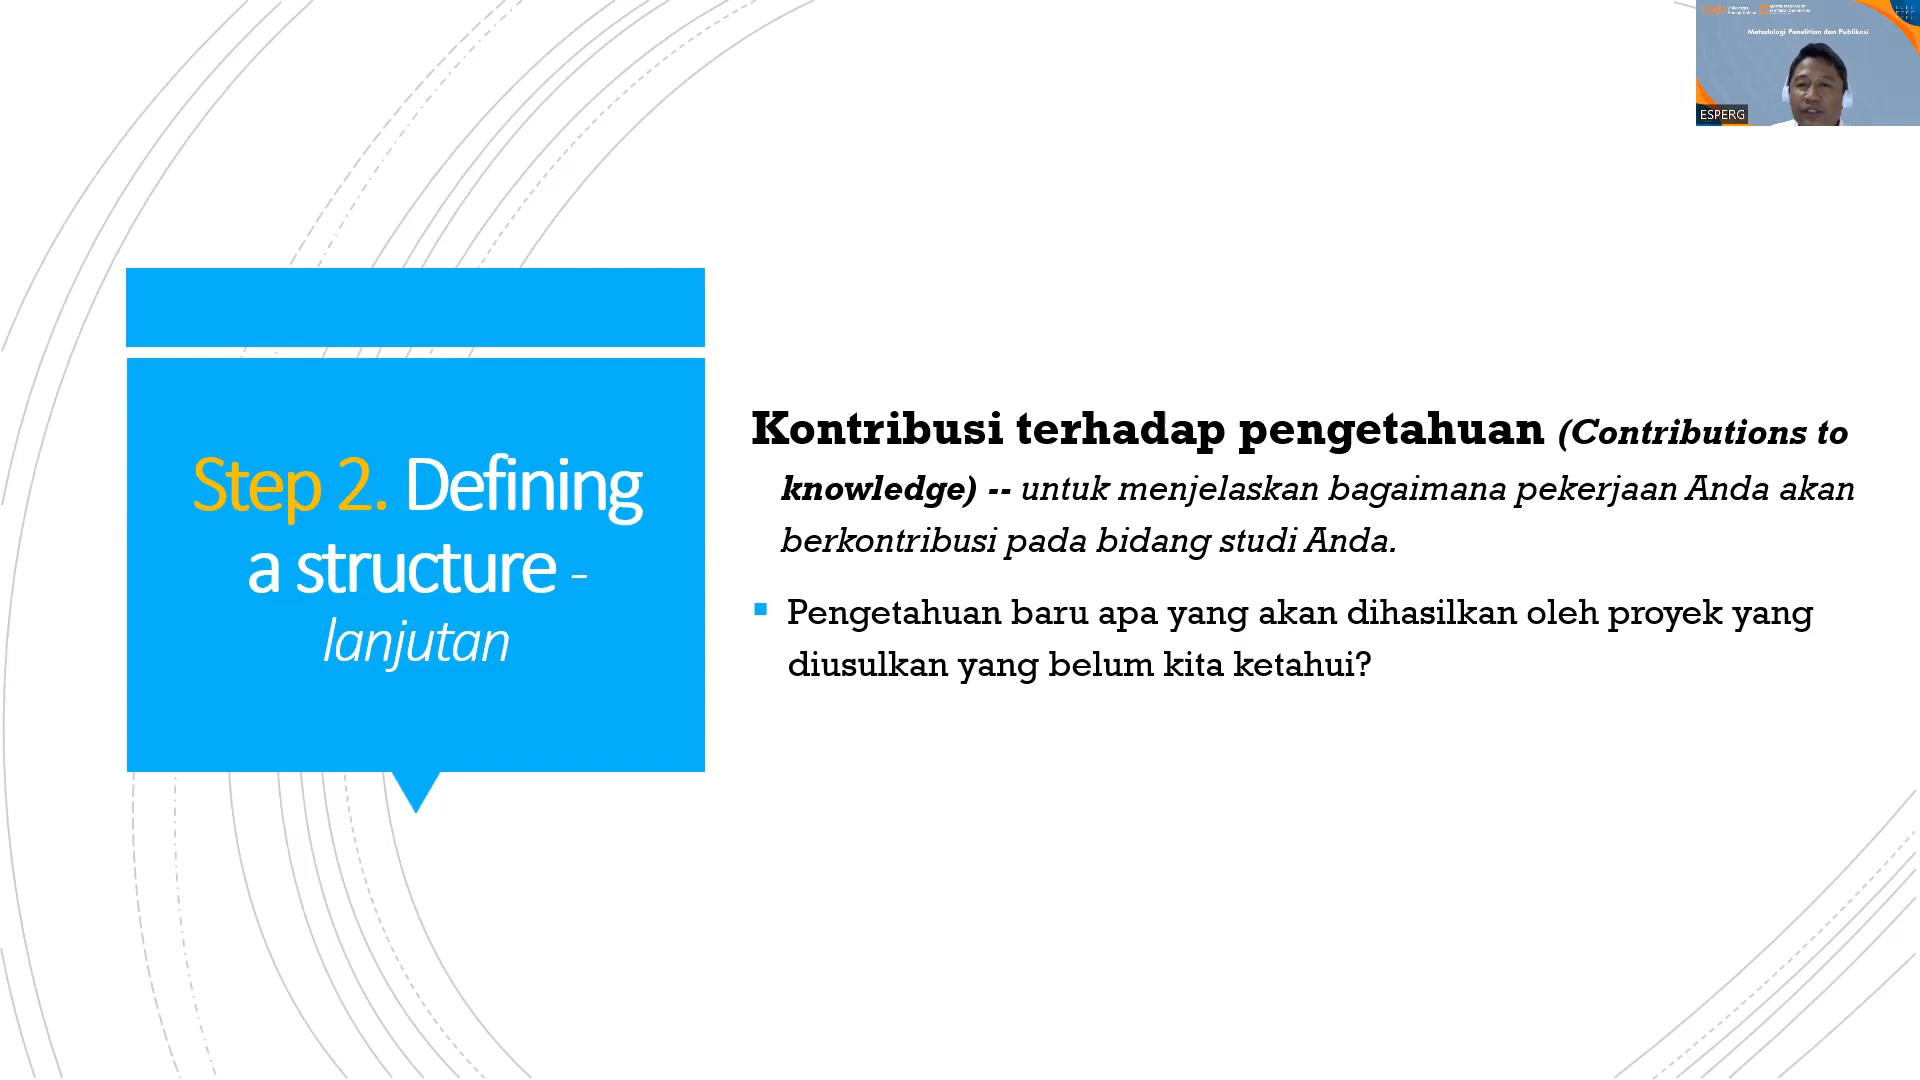 Metodologi Penelitian dan Publikasi
ESPERG
Step 2. Defining
a structure -
lanjutan
Kontribusi terhadap pengetahuan (Contributions to
knowledge) -- untuk menjelaskan bagaimana pekerjaan Anda akan
berkontribusi pada bidang studi Anda.
Pengetahuan baru apa yang akan dihasilkan oleh proyek yang
diusulkan yang belum kita ketahui?